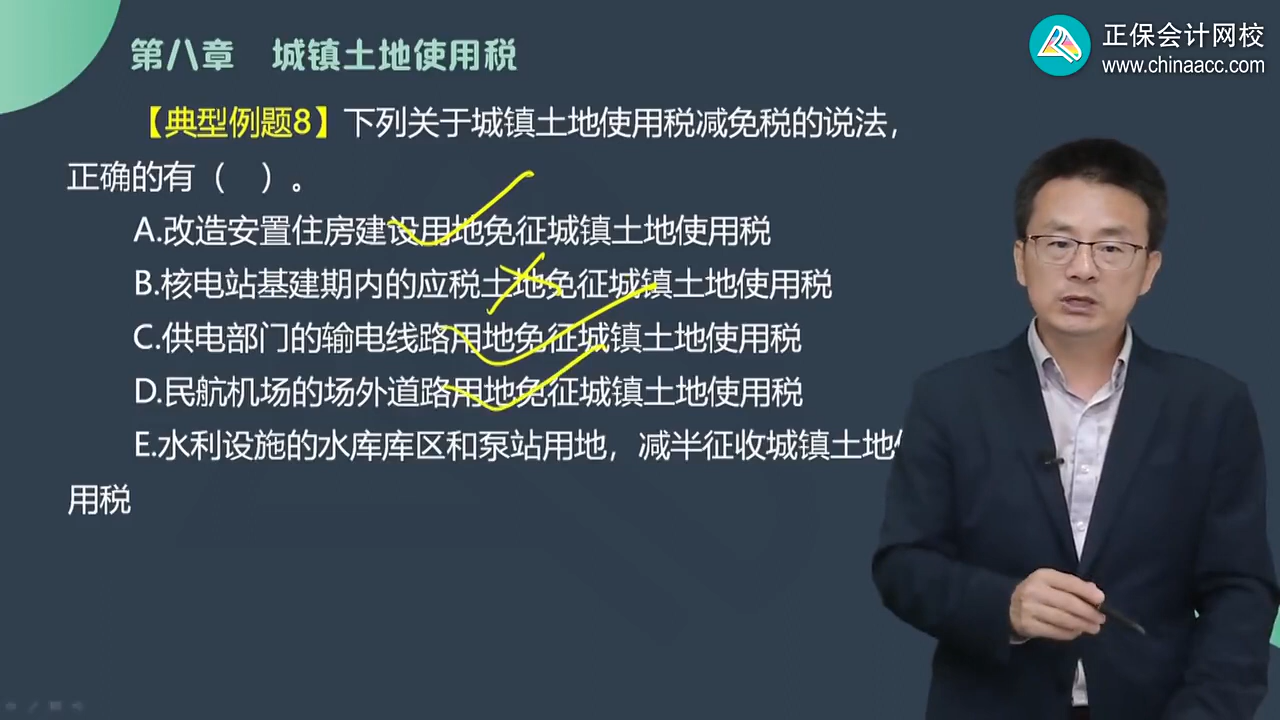 正保会计网校
www.chinaacc.com
第八章 城镇土地使用税
【典型例题8】下列关于城镇土地使用税减免税的说法，
正确的有（ ）。
A.改造安置住房建设用地免征城镇土地使用税
B.核电站基建期内的应税土地免征城镇土地使用税
C.供电部门的输电线路用地免征城镇土地使用税
D.民航机场的场外道路用地免征城镇土地使用税
E.水利设施的水库库区和泵站用地，减半征收城镇土地使
用税